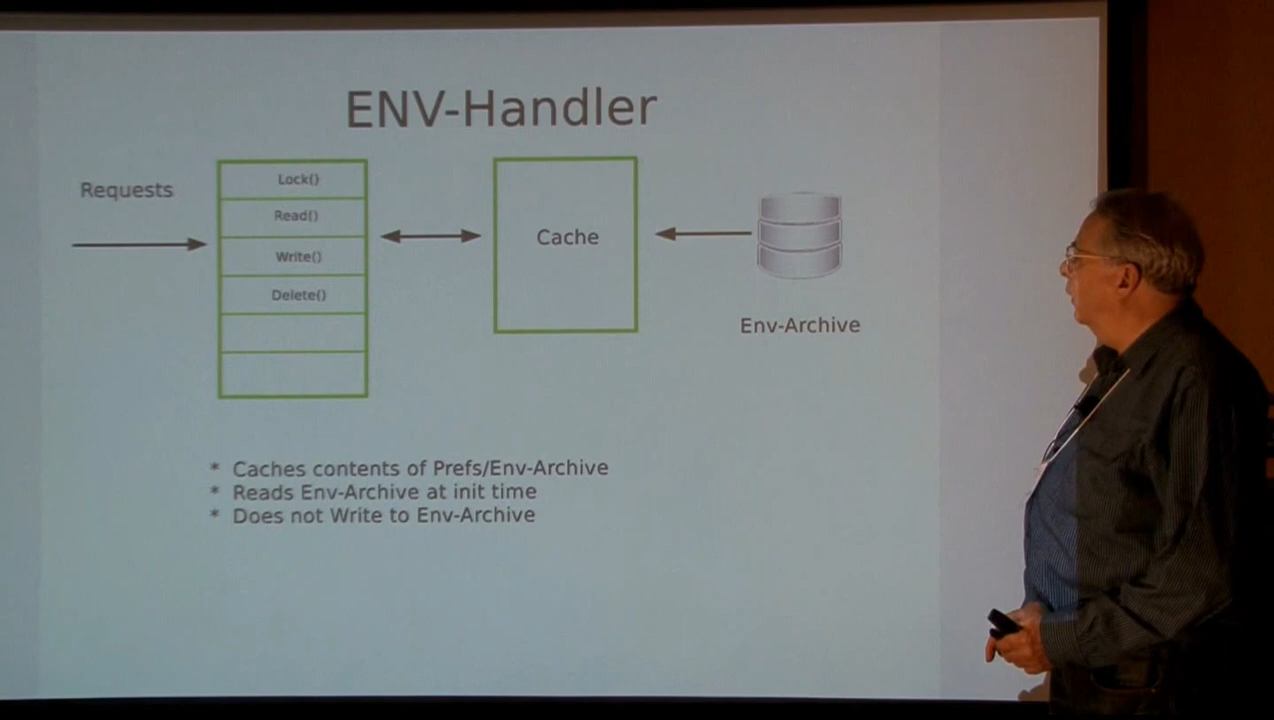 ENV-Handler
Requests
Lock()
Read()
Write()
Delete()
Cache
Env-Archive
* Caches contents of Prefs/Env-Archive
* Reads Env-Archive at init time
* Does not Write to Env-Archive